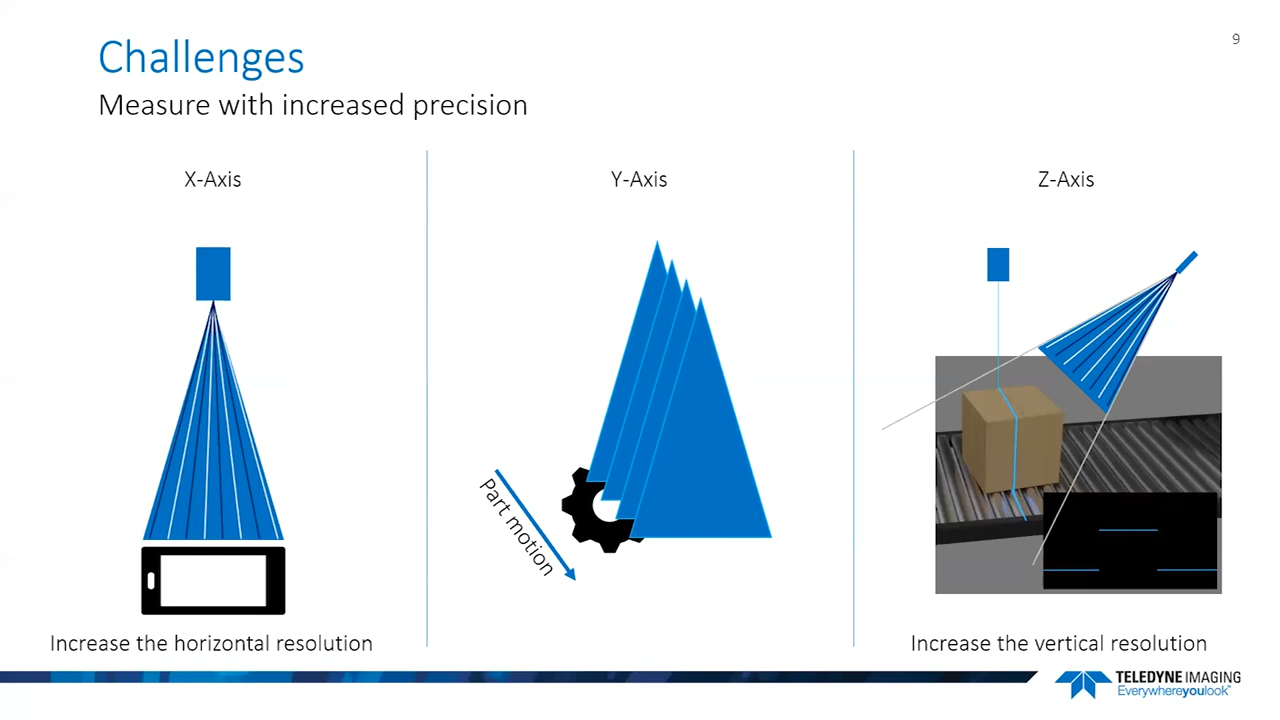 9
Challenges
Measure with increased precision
X-Axis
Y-Axis
Z-Axis
Part motion
Increase the horizontal resolution
Increase the vertical resolution
TELEDYNE IMAGING
Everywhereyoulook™